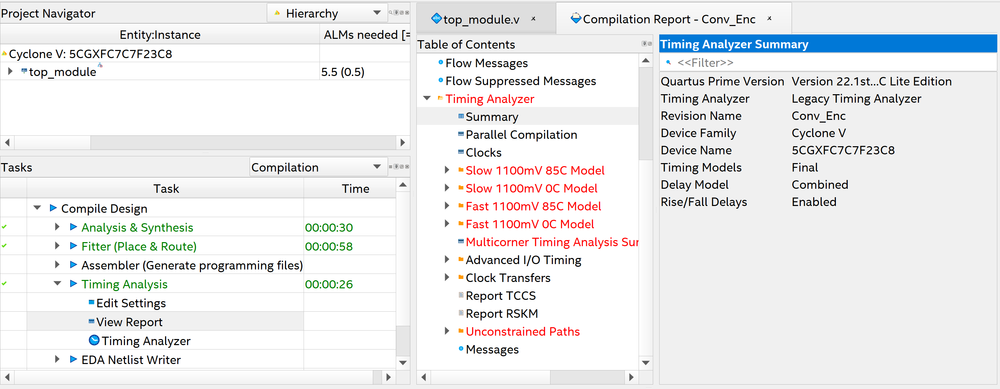 Project Navigator
Hierarchy
Entity:Instance
ALMs needed [=
Cyclone V: 5CGXFC7C7F23C8
top_module
5.5 (0.5)
Tasks
Compilation
Task
Time
Compile Design
Analysis & Synthesis
00:00:30
Fitter (Place & Route)
00:00:58
Assembler (Generate programming files)
Timing Analysis
00:00:26
Edit Settings
View Report
Timing Analyzer
EDA Netlist Writer
abc
top_module.v
Compilation Report - Conv_Enc
Table of Contents
Flow Messages
Flow Suppressed Messages
Timing Analyzer
Summary
Parallel Compilation
Clocks
Slow 1100mV 85C Model
Slow 1100mV 0C Model
Fast 1100mV 85C Model
Fast 1100mV 0C Model
Multicorner Timing Analysis Sur
Advanced I/O Timing
Clock Transfers
Report TCCS
Report RSKM
Unconstrained Paths
Messages
Timing Analyzer Summary
<<Filter>>
Quartus Prime Version Version 22.1st...C Lite Edition
Timing Analyzer Legacy Timing Analyzer
Revision Name Conv_Enc
Device Family Cyclone V
Device Name 5CGXFC7C7F23C8
Timing Models Final
Delay Model Combined
Rise/Fall Delays Enabled